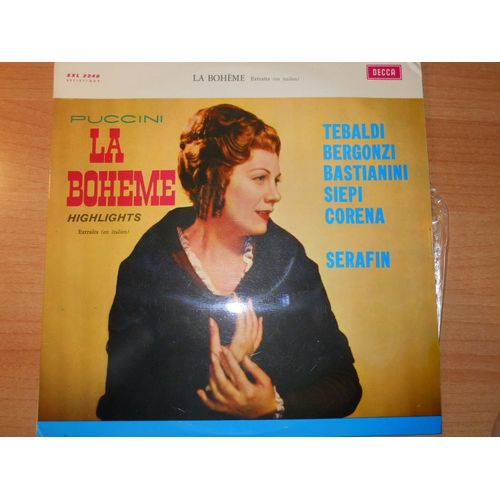 SXL 2248
LA BOHÈME Extraits (en italien)
DECCA
PUCCINI
LA
BOHEME
HIGHLIGHTS
Extraits (en italien)
TEBALDI
BERGONZI
BASTIANINI
SIEPI
CORENA
SERAFIN